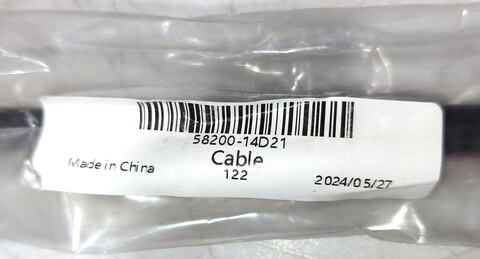 58200-14D21
Cable
Made in China
122
2024/05/27